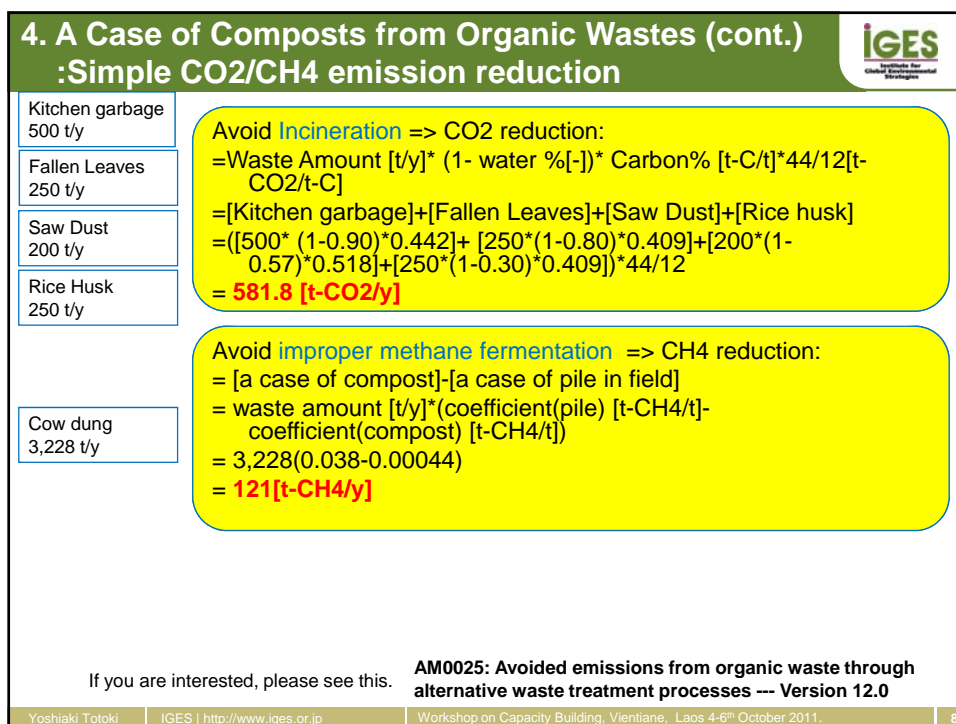 4. A Case of Composts from Organic Wastes (cont.)
:Simple CO2/CH4 emission reduction
iGES
Institute for
Global Environmental
Strategies
Kitchen garbage
500 t/y
Fallen Leaves
250 t/y
Saw Dust
200 t/y
Rice Husk
250 t/y
Avoid Incineration => CO2 reduction:
=Waste Amount [t/y]* (1- water %[-])* Carbon% [t-C/t]*44/12[t-
CO2/t-C]
=[Kitchen garbage]+[Fallen Leaves]+[Saw Dust]+[Rice husk]
=([500* (1-0.90)*0.442]+ [250*(1-0.80)*0.409]+[200*(1-
0.57)*0.518]+[250*(1-0.30)*0.409])*44/12
= 581.8 [t-CO2/y]
Cow dung
3,228 t/y
Avoid improper methane fermentation => CH4 reduction:
= [a case of compost]-[a case of pile in field]
= waste amount [t/y]*(coefficient(pile) [t-CH4/t]-
coefficient(compost) [t-CH4/t])
= 3,228(0.038-0.00044)
= 121[t-CH4/y]
If you are interested, please see this.
AM0025: Avoided emissions from organic waste through
alternative waste treatment processes --- Version 12.0
Yoshiaki Totoki IGES | http://www.iges.or.jp Workshop on Capacity Building, Vientiane, Laos 4-6th October 2011. 8